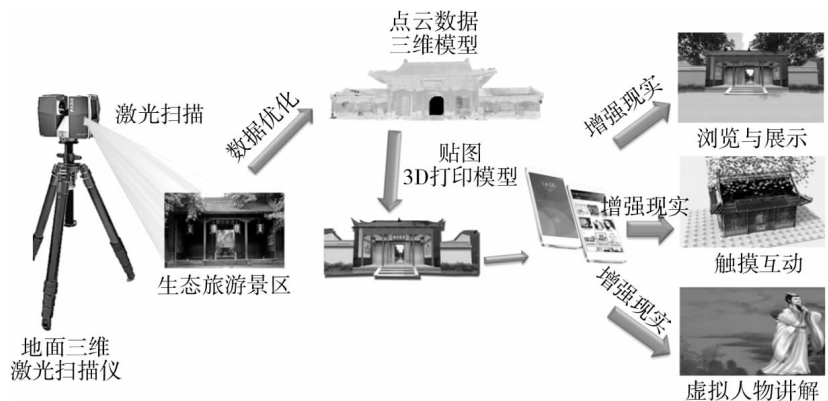 点云数据
三维模型
激光扫描
数据优化
增强现实
浏览与展示
贴图
3D打印模型
增强现实
触摸互动
生态旅游景区
增强现实
地面三维
激光扫描仪
虚拟人物讲解